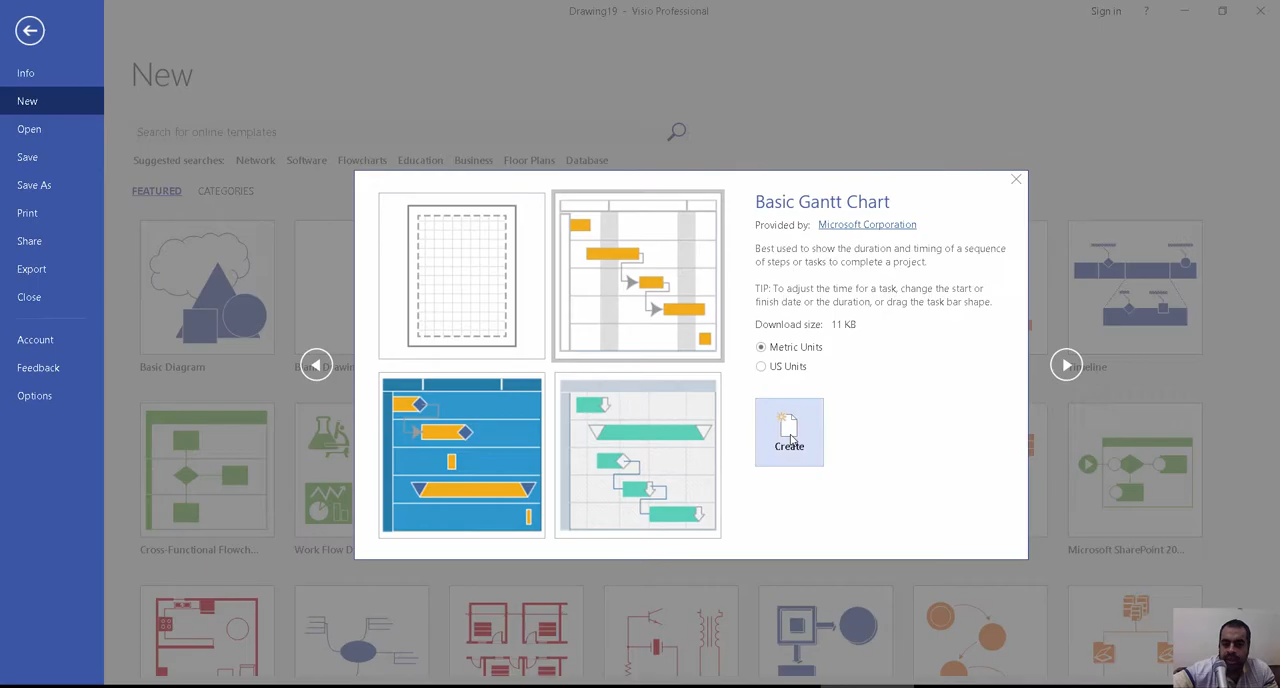 Drawing19 - Visio Professional
Sign in
?
Info
New
Open
Save
Save As
Print
Share
Export
Close
Account
Feedback
Options
New
Search for online templates
Suggested searches: Network Software Flowcharts Education Business Floor Plans Database
FEATURED CATEGORIES
Basic Diagram
Cross-Functional Flowch...
Microsoft SharePoint 20...
Basic Gantt Chart
Provided by: Microsoft Corporation
Best used to show the duration and timing of a sequence
of steps or tasks to complete a project.
TIP: To adjust the time for a task, change the start or
finish date or the duration, or drag the task bar shape.
Download size: 11 KB
Metric Units
US Units
Create